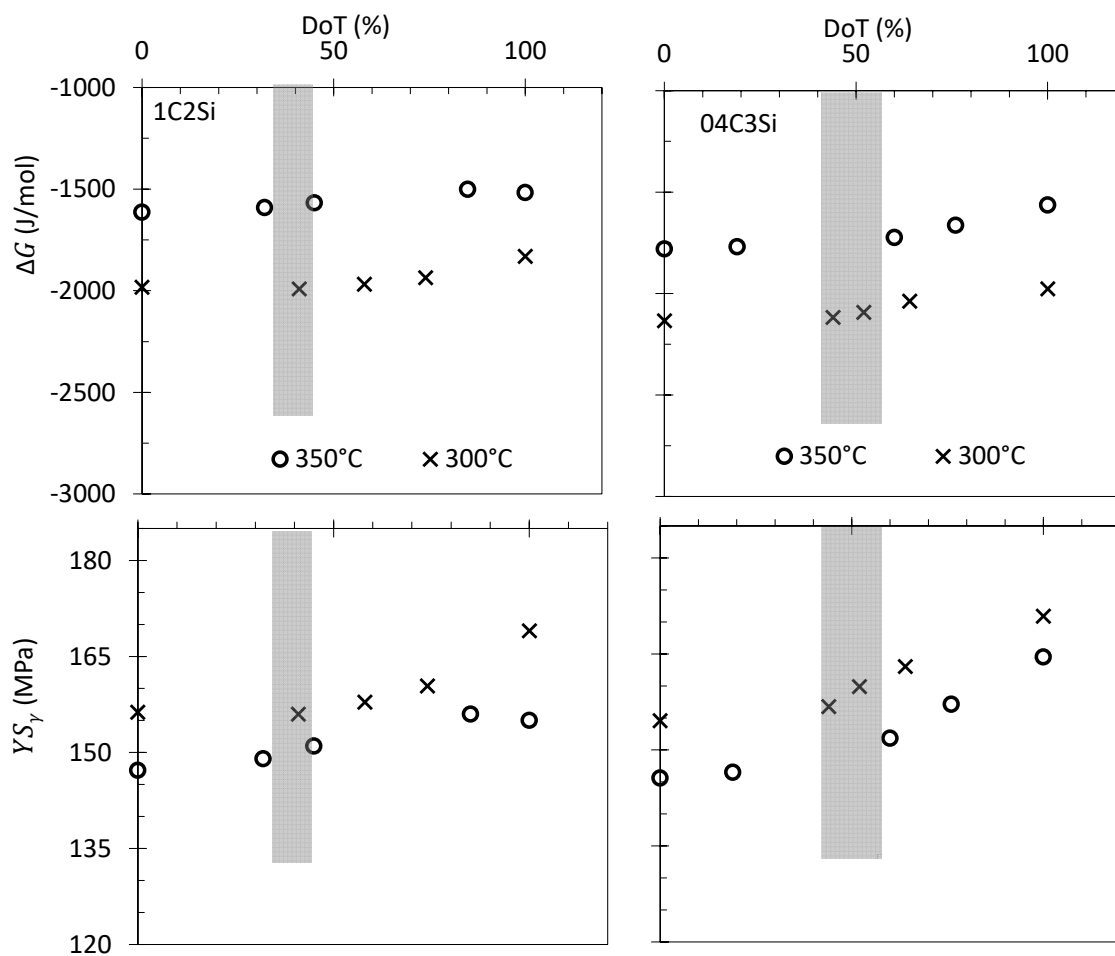 DoT (%)
0 50 100
DoT (%)
0 50 100
1C2Si
04C3Si
-1000
-1500
-2000
-2500
-3000
ΔG (J/mol)
350°C 300°C
350°C 300°C
180
165
150
135
120
YSγ (MPa)